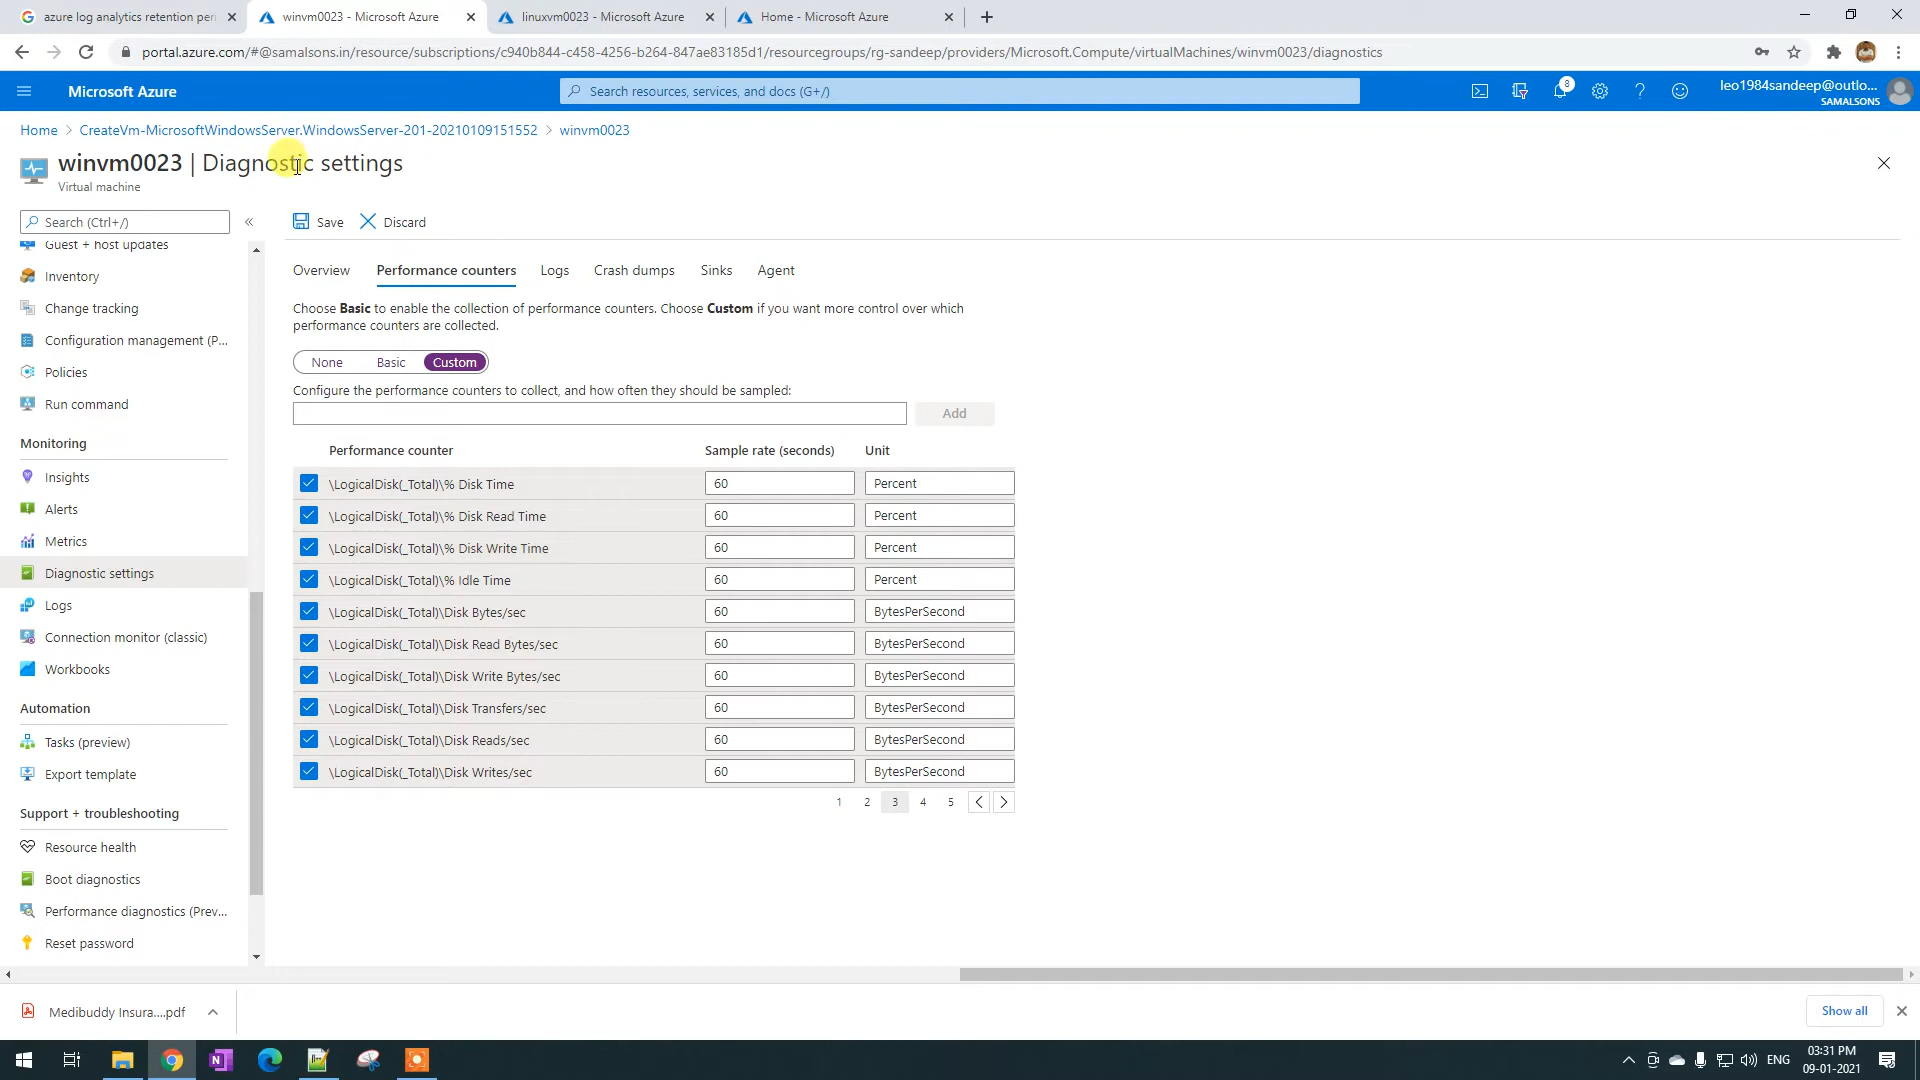 azure log analytics retention peri
winvm0023 - Microsoft Azure
linuxvm0023 - Microsoft Azure
Home - Microsoft Azure
portal.azure.com/#@samalsons.in/resource/subscriptions/c940b844-c458-4256-b264-847ae83185d1/resourcegroups/rg-sandeep/providers/Microsoft.Compute/virtualMachines/winvm0023/diagnostics
Microsoft Azure
Search resources, services, and docs (G+/)
8
leo1984sandeep@outlo...
SAMALSONS
Home > CreateVm-MicrosoftWindowsServer.WindowsServer-201-20210109151552 > winvm0023
winvm0023 | Diagnostic settings
Virtual machine
Search (Ctrl+/)
Guest + host updates
Inventory
Change tracking
Configuration management (P...
Policies
Run command
Monitoring
Insights
Alerts
Metrics
Diagnostic settings
Logs
Connection monitor (classic)
Workbooks
Automation
Tasks (preview)
Export template
Support + troubleshooting
Resource health
Boot diagnostics
Performance diagnostics (Prev...
Reset password
Save Discard
Overview Performance counters Logs Crash dumps Sinks Agent
Choose Basic to enable the collection of performance counters. Choose Custom if you want more control over which
performance counters are collected.
None Basic Custom
Configure the performance counters to collect, and how often they should be sampled:
Add
Performance counter Sample rate (seconds) Unit
\LogicalDisk(_Total)\% Disk Time 60 Percent
\LogicalDisk(_Total)\% Disk Read Time 60 Percent
\LogicalDisk(_Total)\% Disk Write Time 60 Percent
\LogicalDisk(_Total)\% Idle Time 60 Percent
\LogicalDisk(_Total)\Disk Bytes/sec 60 BytesPerSecond
\LogicalDisk(_Total)\Disk Read Bytes/sec 60 BytesPerSecond
\LogicalDisk(_Total)\Disk Write Bytes/sec 60 BytesPerSecond
\LogicalDisk(_Total)\Disk Transfers/sec 60 BytesPerSecond
\LogicalDisk(_Total)\Disk Reads/sec 60 BytesPerSecond
\LogicalDisk(_Total)\Disk Writes/sec 60 BytesPerSecond
1 2 3 4 5
Medibuddy Insura....pdf
Show all
ENG
03:31 PM
09-01-2021